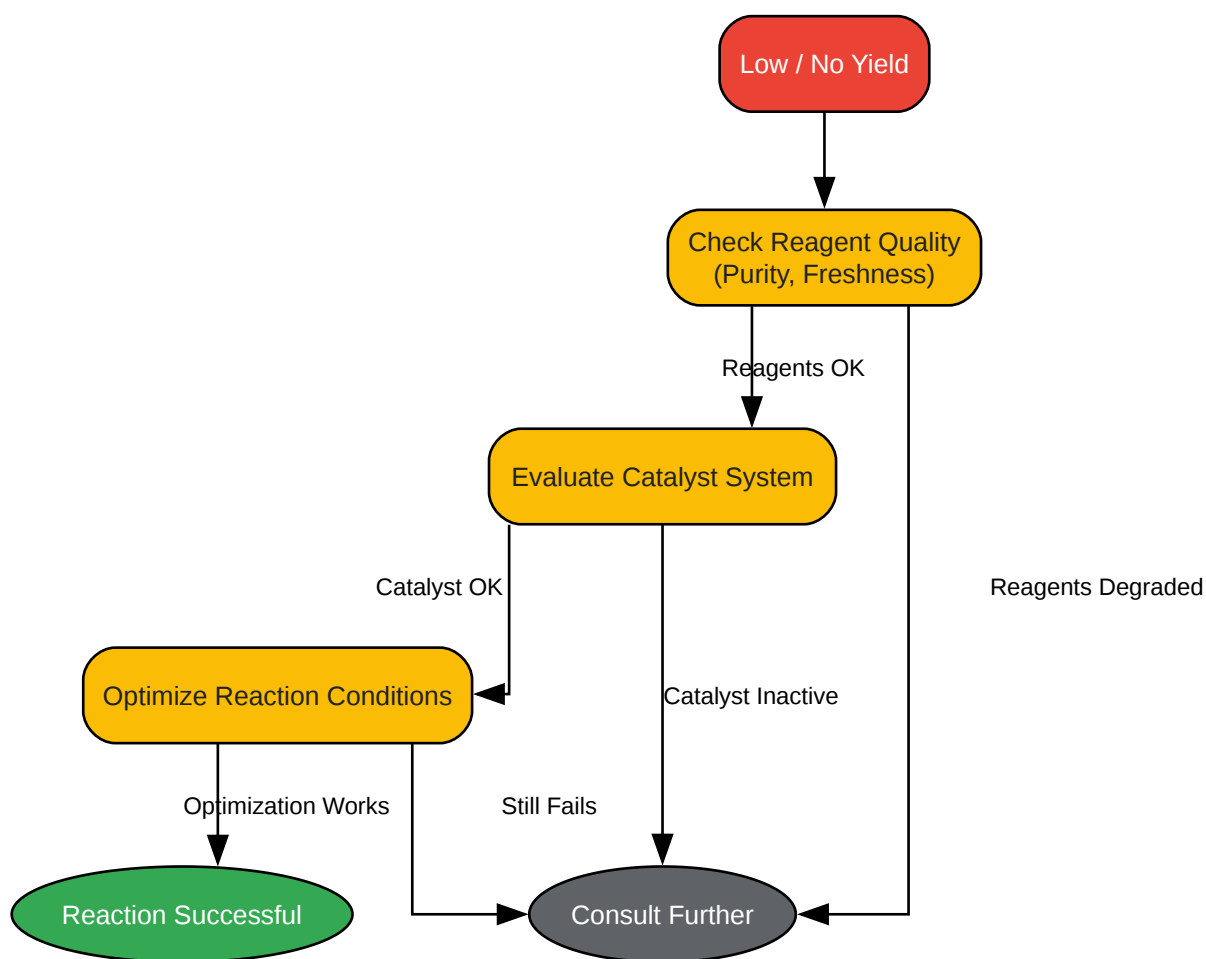 Low / No Yield
Check Reagent Quality
(Purity, Freshness)
Reagents OK
Evaluate Catalyst System
Catalyst OK
Reagents Degraded
Optimize Reaction Conditions
Catalyst Inactive
Optimization Works
Still Fails
Reaction Successful
Consult Further